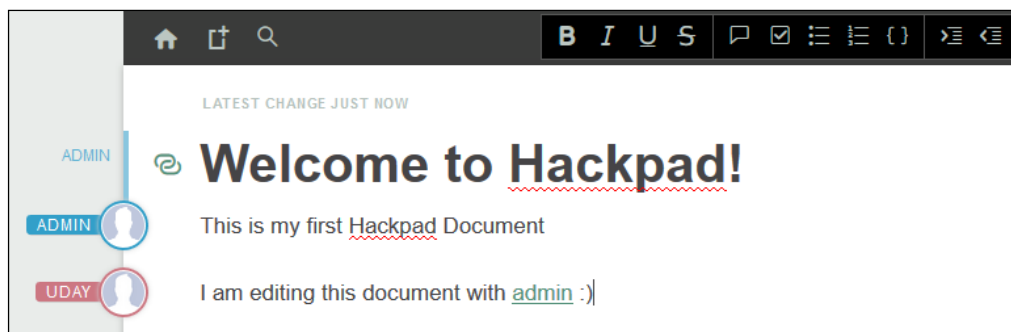 B I U S { }
LATEST CHANGE JUST NOW
ADMIN
Welcome to Hackpad!
ADMIN
This is my first Hackpad Document
UDAY
I am editing this document with admin :)